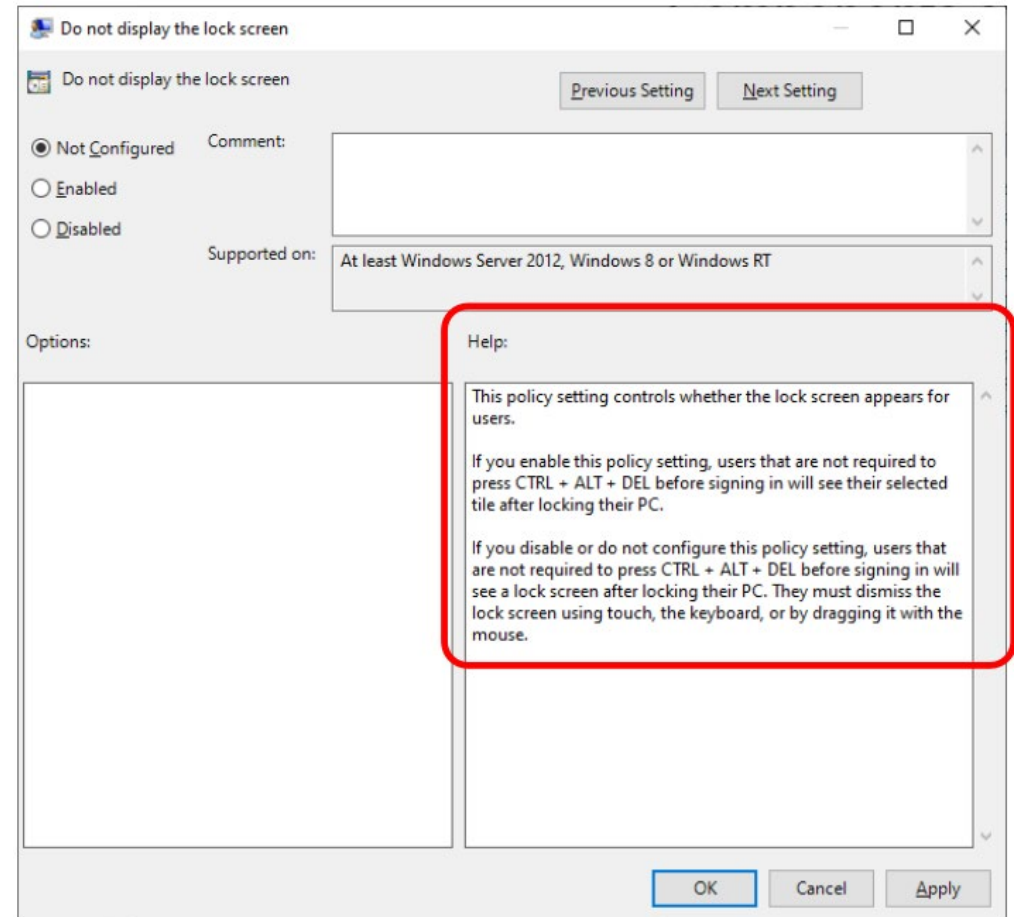 Do not display the lock screen
Do not display the lock screen
Previous Setting
Next Setting
Not Configured
Comment:
Enabled
Disabled
Supported on:
At least Windows Server 2012, Windows 8 or Windows RT
Options:
Help:
This policy setting controls whether the lock screen appears for
users.
If you enable this policy setting, users that are not required to
press CTRL + ALT + DEL before signing in will see their selected
tile after locking their PC.
If you disable or do not configure this policy setting, users that
are not required to press CTRL + ALT + DEL before signing in will
see a lock screen after locking their PC. They must dismiss the
lock screen using touch, the keyboard, or by dragging it with the
mouse.
OK
Cancel
Apply